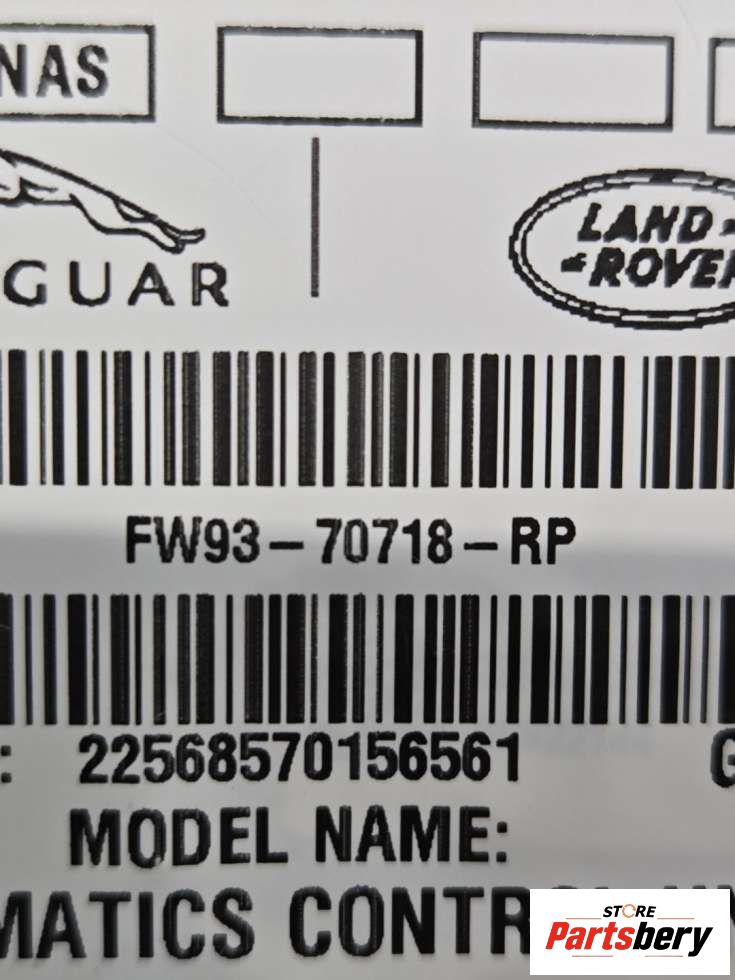 NAS
GUAR
LAND
ROVER
FW93-70718-RP
: 22568570156561 G
MODEL NAME:
MATICS CONTR
STORE
Partsbery